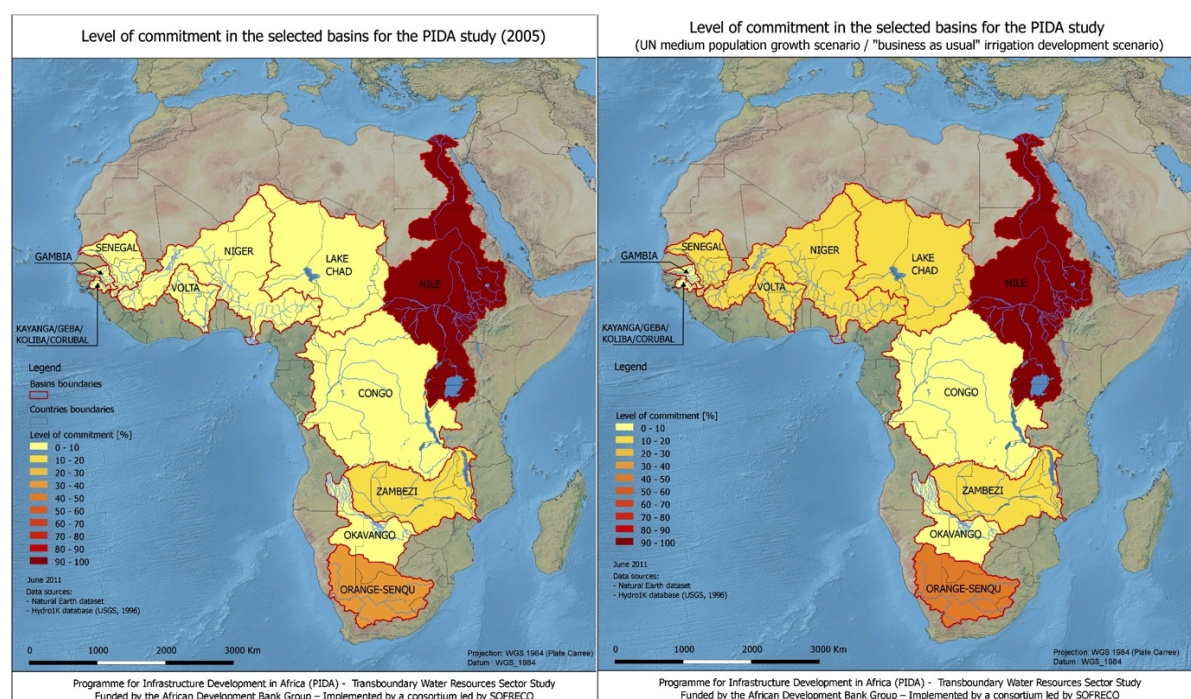 Level of commitment in the selected basins for the PIDA study (2005)
SENEGAL
GAMBIA
NIGER
LAKE
CHAD
VOLTA
NILE
KAYANGA/GEBA/
KOLIBA/CORUBAL
CONGO
ZAMBEZI
OKAVANGO
ORANGE-SENQU
Legend
Basins boundaries
Countries boundaries
Level of commitment [%]
0 - 10
10 - 20
20 - 30
30 - 40
40 - 50
50 - 60
60 - 70
70 - 80
80 - 90
90 - 100
June 2011
Data sources:
- Natural Earth dataset
- Hydro1K database (USGS, 1996)
0 1000 2000 3000 Km
Projection: WGS 1984 (Plate Carree)
Datum : WGS_1984
Programme for Infrastructure Development in Africa (PIDA) - Transboundary Water Resources Sector Study
Funded by the African Development Bank Group – Implemented by a consortium led by SOFRECO
Level of commitment in the selected basins for the PIDA study
(UN medium population growth scenario / "business as usual" irrigation development scenario)
SENEGAL
GAMBIA
NIGER
LAKE
CHAD
VOLTA
NILE
KAYANGA/GEBA/
KOLIBA/CORUBAL
CONGO
ZAMBEZI
OKAVANGO
ORANGE-SENQU
Legend
Level of commitment [%]
0 - 10
10 - 20
20 - 30
30 - 40
40 - 50
50 - 60
60 - 70
70 - 80
80 - 90
90 - 100
June 2011
Data sources:
- Natural Earth dataset
- Hydro1K database (USGS, 1996)
0 1000 2000 3000 Km
Projection: WGS 1984 (Plate Carree)
Datum : WGS_1984
Programme for Infrastructure Development in Africa (PIDA) - Transboundary Water Resources Sector Study
Funded by the African Development Bank Group – Implemented by a consortium led by SOFRECO